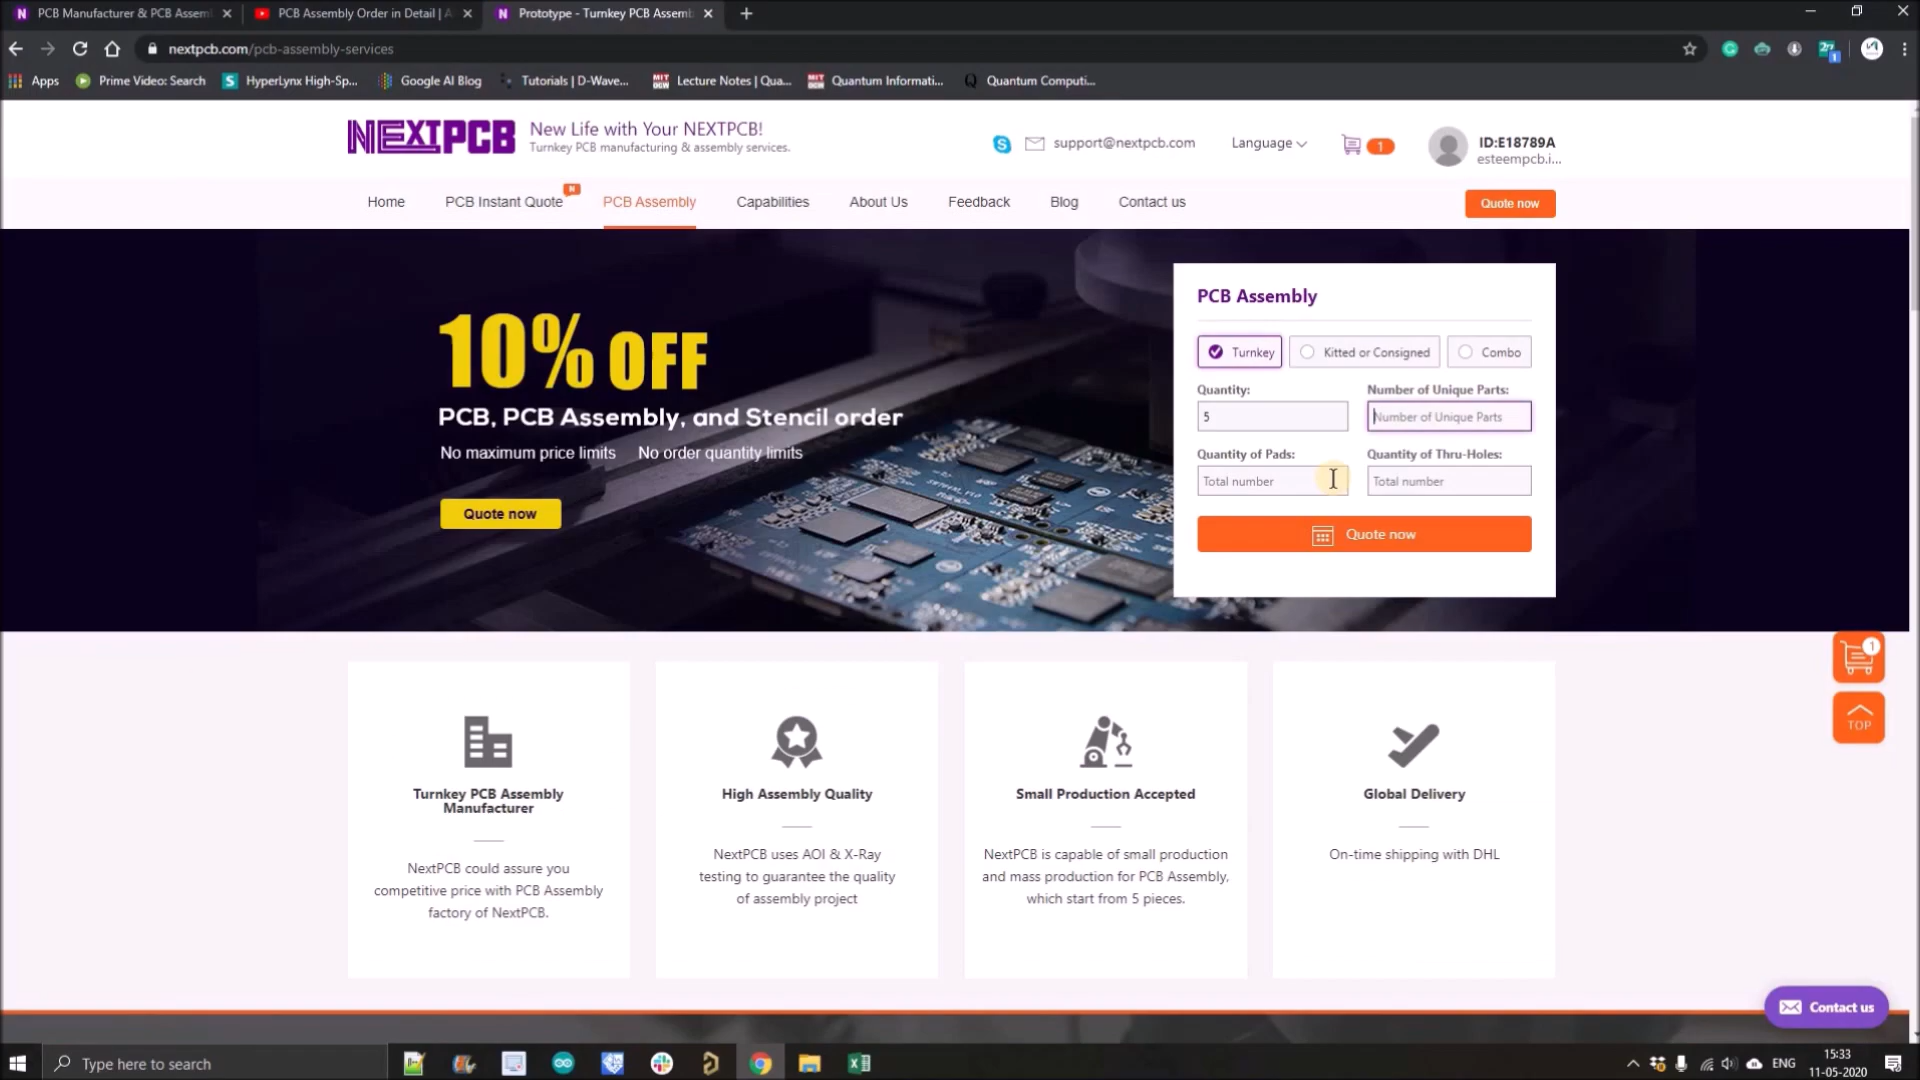 PCB Manufacturer & PCB Assem
PCB Assembly Order in Detail | A
Prototype - Turnkey PCB Assemb
nextpcb.com/pcb-assembly-services
Apps
Prime Video: Search
HyperLynx High-Sp...
Google AI Blog
Tutorials | D-Wave...
Lecture Notes | Qua...
Quantum Informati...
Quantum Computi...
NEXTPCB
New Life with Your NEXTPCB!
Turnkey PCB manufacturing & assembly services.
support@nextpcb.com
Language
1
ID:E18789A
esteempcb.i...
Home
PCB Instant Quote
N
PCB Assembly
Capabilities
About Us
Feedback
Blog
Contact us
Quote now
10% OFF
PCB, PCB Assembly, and Stencil order
No maximum price limits
No order quantity limits
Quote now
PCB Assembly
Turnkey
Kitted or Consigned
Combo
Quantity:
Number of Unique Parts:
5
Number of Unique Parts
Quantity of Pads:
Quantity of Thru-Holes:
Total number
Total number
Quote now
1
TOP
Turnkey PCB Assembly
Manufacturer
NextPCB could assure you
competitive price with PCB Assembly
factory of NextPCB.
High Assembly Quality
NextPCB uses AOI & X-Ray
testing to guarantee the quality
of assembly project
Small Production Accepted
NextPCB is capable of small production
and mass production for PCB Assembly,
which start from 5 pieces.
Global Delivery
On-time shipping with DHL
Contact us
Type here to search
ENG
15:33
11-05-2020